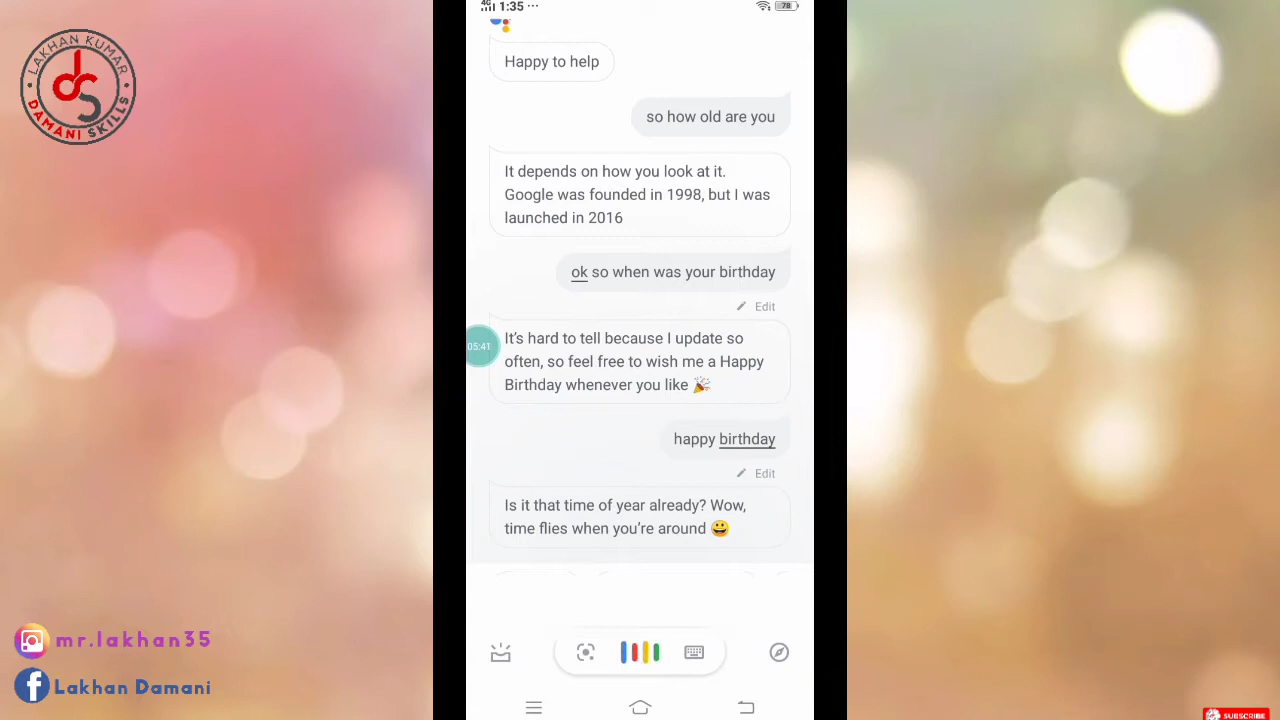 4G 1:35 ...
78
LAKHAN KUMAR
DAMANI SKILLS
Happy to help
so how old are you
It depends on how you look at it.
Google was founded in 1998, but I was
launched in 2016
ok so when was your birthday
Edit
05:41
It's hard to tell because I update so
often, so feel free to wish me a Happy
Birthday whenever you like 🎉
happy birthday
Edit
Is it that time of year already? Wow,
time flies when you're around 😀
mr.lakhan35
Lakhan Damani
SUBSCRIBE